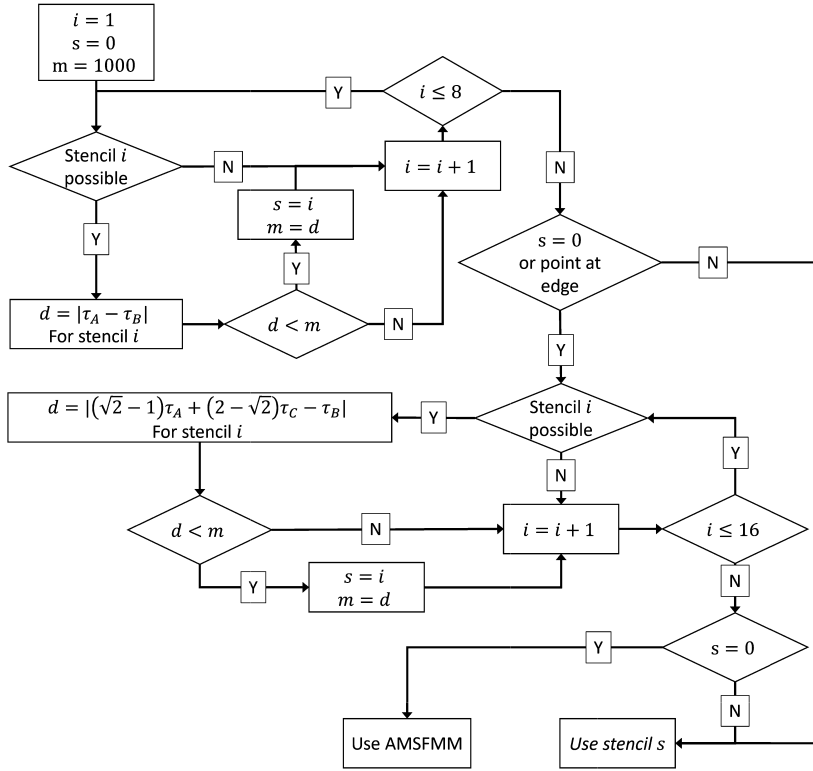 i = 1
s = 0
m = 1000
i ≤ 8
Y
N
Stencil i
possible
N
i = i + 1
s = i
m = d
Y
Y
d = |τ_A − τ_B|
For stencil i
d < m
N
s = 0
or point at
edge
N
Y
d = |(√2 − 1)τ_A + (2 − √2)τ_C − τ_B|
For stencil i
Y
Stencil i
possible
N
Y
d < m
N
i = i + 1
i ≤ 16
Y
s = i
m = d
N
s = 0
Y
N
Use AMSFMM
Use stencil s